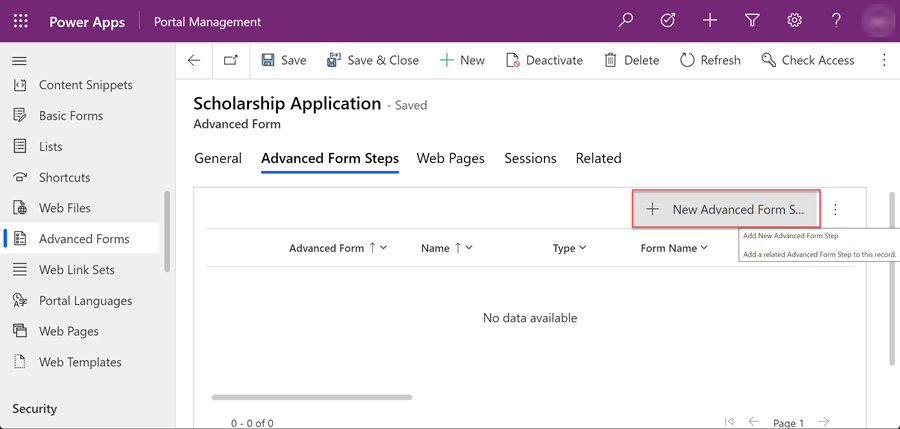 Power Apps Portal Management
Save Save & Close New Deactivate Delete Refresh Check Access
Content Snippets
Basic Forms
Lists
Shortcuts
Web Files
Advanced Forms
Web Link Sets
Portal Languages
Web Pages
Web Templates
Security
Scholarship Application - Saved
Advanced Form
General Advanced Form Steps Web Pages Sessions Related
New Advanced Form S...
Add New Advanced Form Step
Add a related Advanced Form Step to this record.
Advanced Form Name Type Form Name
No data available
0 - 0 of 0 Page 1